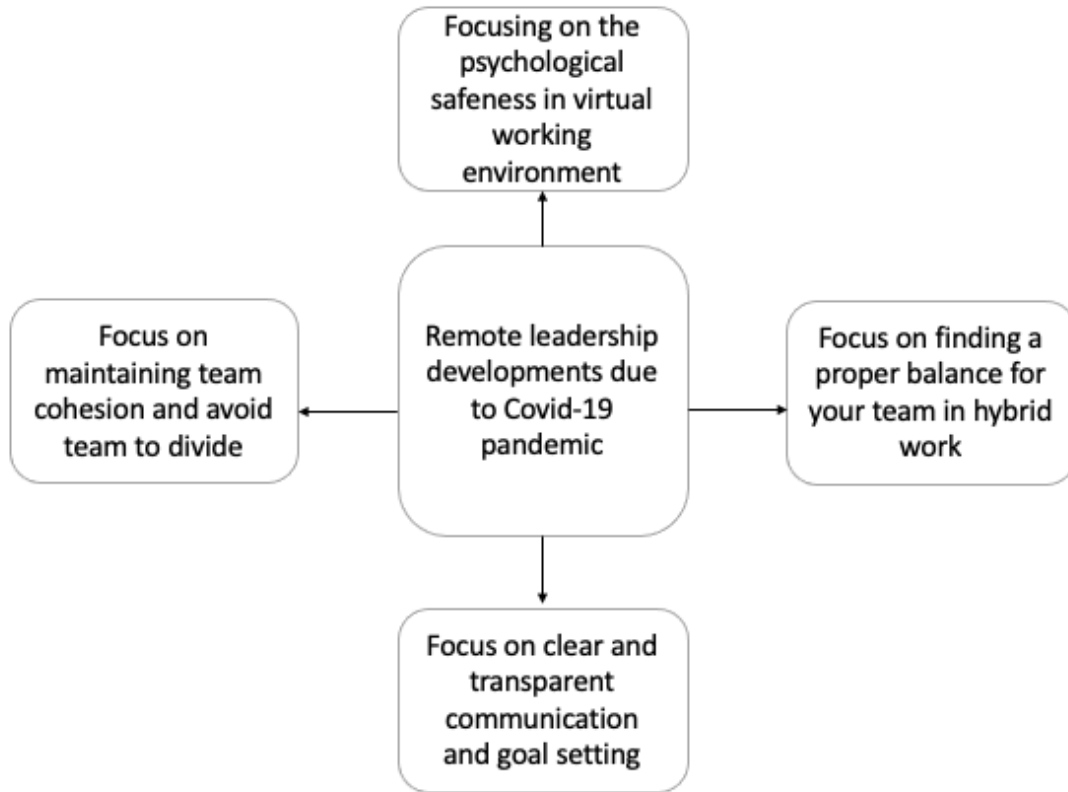 Focusing on the
psychological
safeness in virtual
working
environment
Focus on
maintaining team
cohesion and avoid
team to divide
Remote leadership
developments due
to Covid-19
pandemic
Focus on finding a
proper balance for
your team in hybrid
work
Focus on clear and
transparent
communication
and goal setting